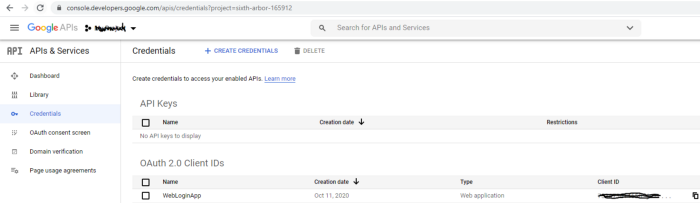 console.developers.google.com/apis/credentials?project=sixth-arbor-165912
Google APIs
Search for APIs and Services
API APIs & Services
Credentials
+ CREATE CREDENTIALS
DELETE
Dashboard
Library
Credentials
OAuth consent screen
Domain verification
Page usage agreements
Create credentials to access your enabled APIs. Learn more
API Keys
Name Creation date Restrictions
No API keys to display
OAuth 2.0 Client IDs
Name Creation date Type Client ID
WebLoginApp Oct 11, 2020 Web application ...